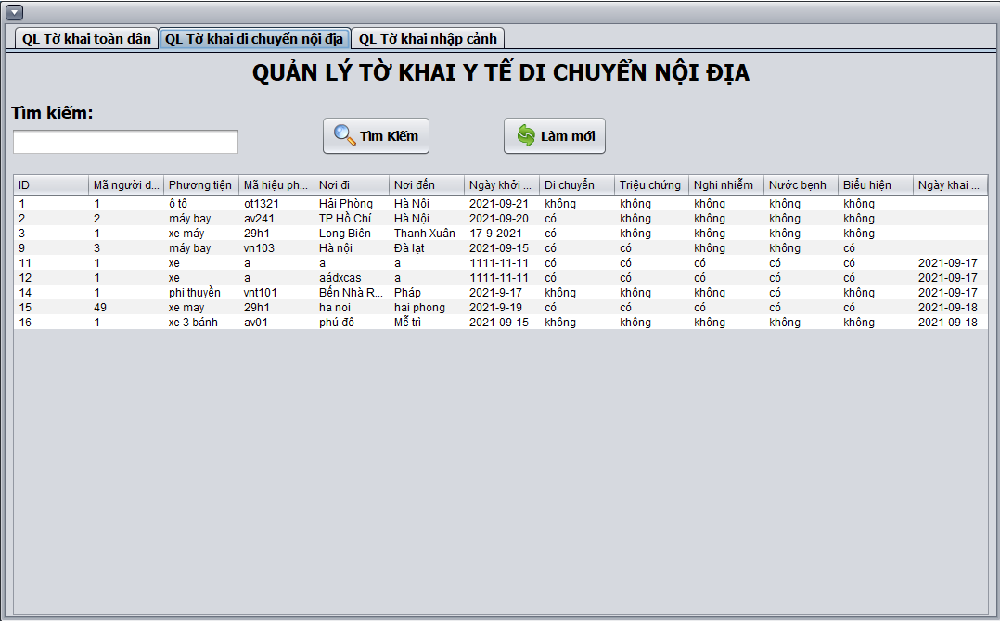 QL Tờ khai toàn dân QL Tờ khai di chuyển nội địa QL Tờ khai nhập cảnh
QUẢN LÝ TỜ KHAI Y TẾ DI CHUYỂN NỘI ĐỊA
Tìm kiếm:
Tìm Kiếm Làm mới
ID Mã người d... Phương tiện Mã hiệu ph... Nơi đi Nơi đến Ngày khởi ... Di chuyển Triệu chứng Nghi nhiễm Nước bệnh Biểu hiện Ngày khai ...
1 1 ô tô ot1321 Hải Phòng Hà Nội 2021-09-21 không không không không không
2 2 máy bay av241 TP.Hồ Chí ... Hà Nội 2021-09-20 có không không không không
3 1 xe máy 29h1 Long Biên Thanh Xuân 17-9-2021 có không không không không
9 3 máy bay vn103 Hà nội Đà lạt 2021-09-15 có có không không có
11 1 xe a a a 1111-11-11 có có có có có 2021-09-17
12 1 xe a aádxcas a 1111-11-11 có có có có có 2021-09-17
14 1 phi thuyền vnt101 Bến Nhà R... Pháp 2021-9-17 không không không có không 2021-09-17
15 49 xe may 29h1 ha noi hai phong 2021-9-19 có có có có có 2021-09-18
16 1 xe 3 bánh av01 phú đô Mễ trì 2021-09-15 không không không không không 2021-09-18